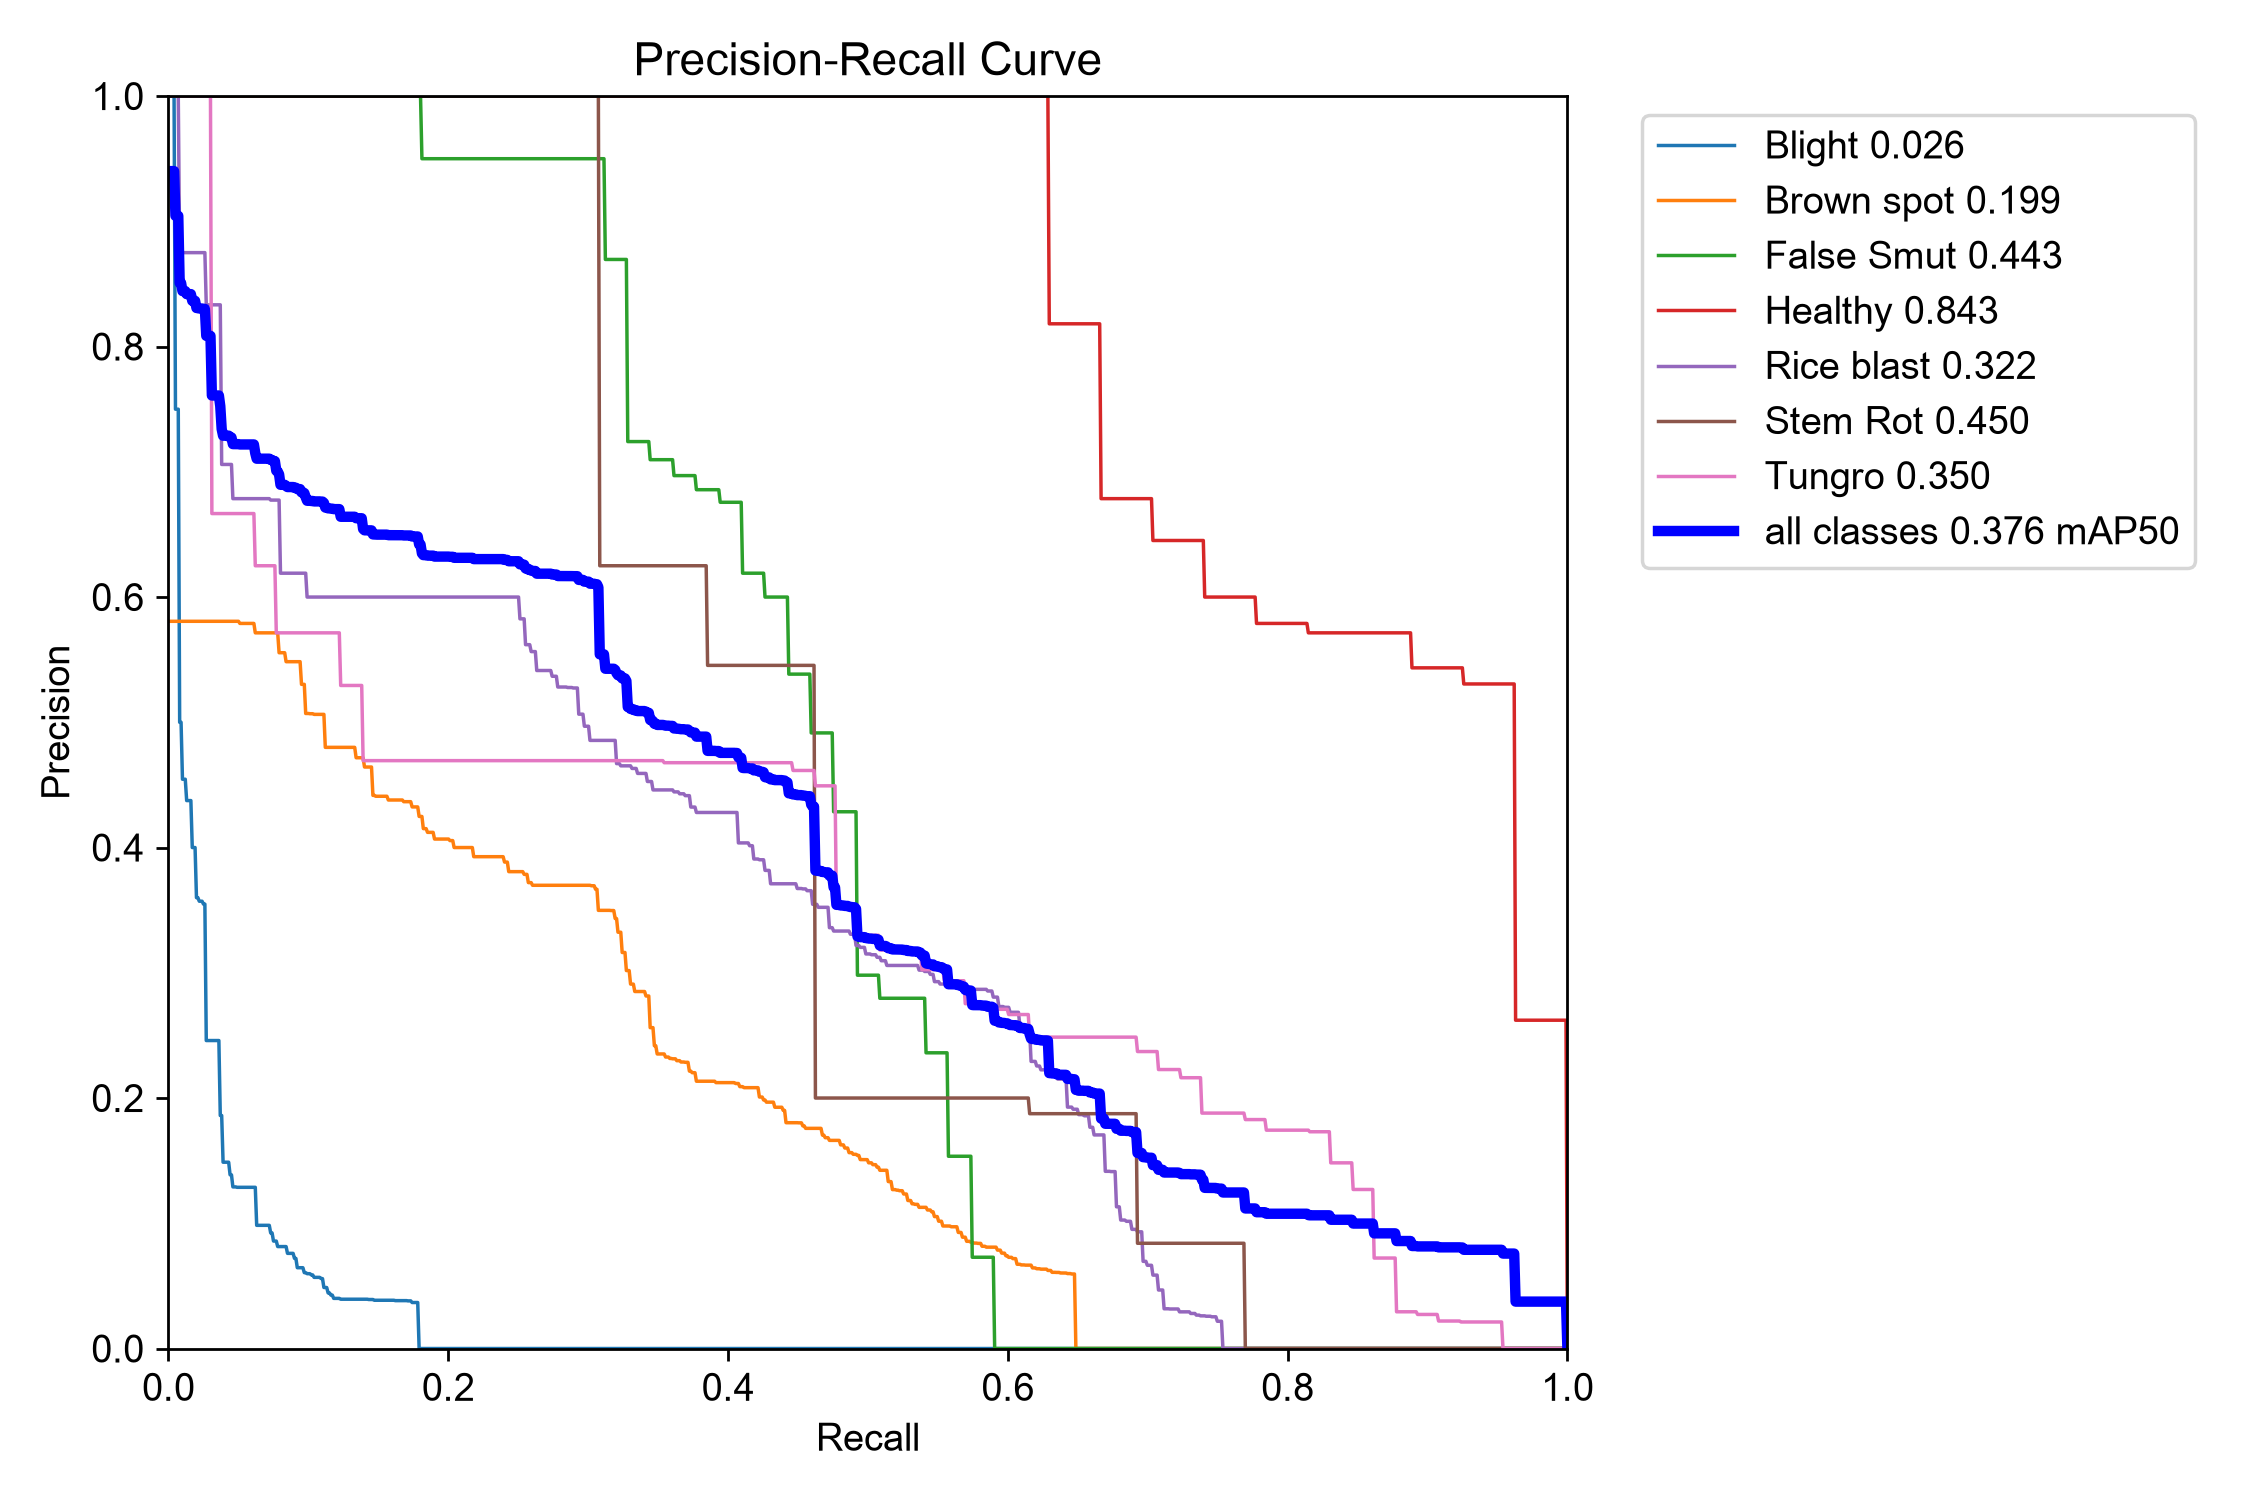 Precision-Recall Curve
1.0
0.8
0.6
0.4
0.2
0.0
Precision
0.0 0.2 0.4 0.6 0.8 1.0
Recall
Blight 0.026
Brown spot 0.199
False Smut 0.443
Healthy 0.843
Rice blast 0.322
Stem Rot 0.450
Tungro 0.350
all classes 0.376 mAP50